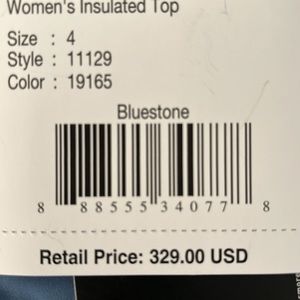 Women's Insulated Top
Size : 4
Style : 11129
Color : 19165
Bluestone
8 88555 34077 8
Retail Price: 329.00 USD